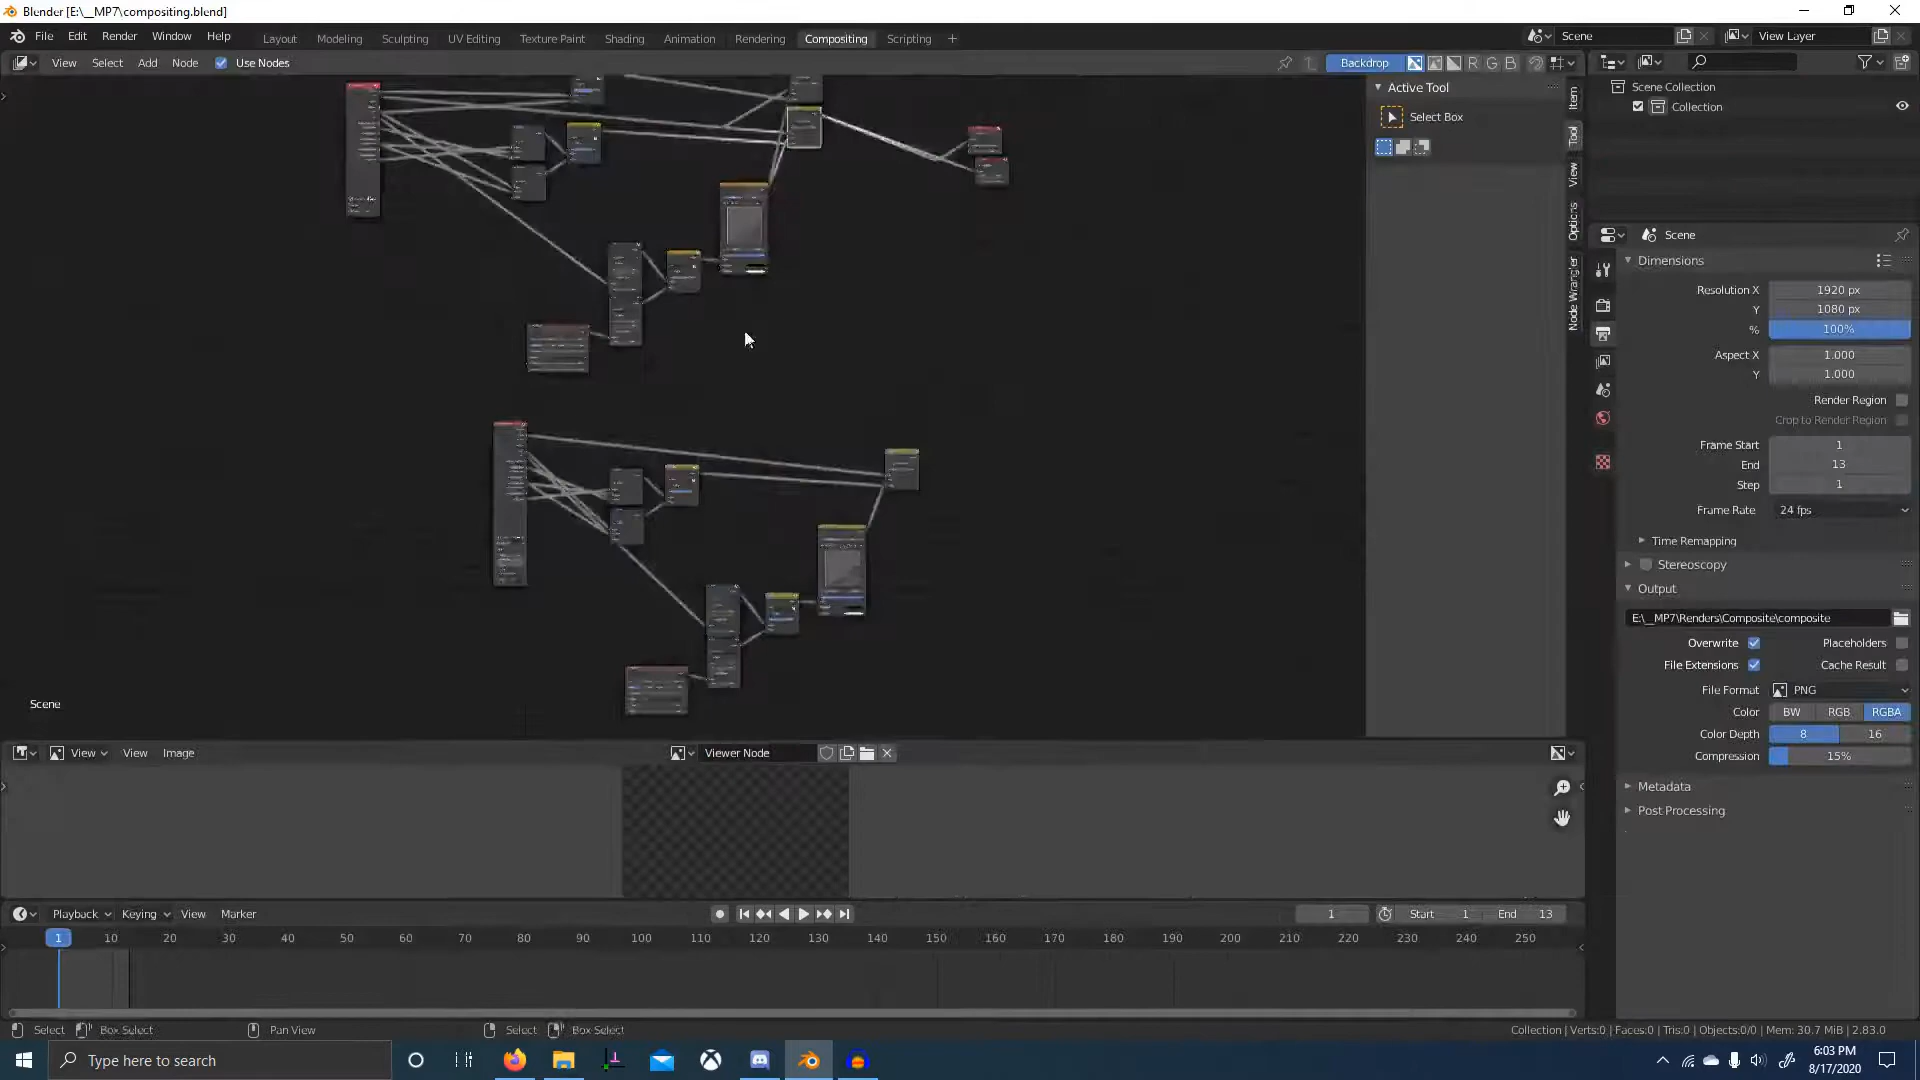 Blender [E:\__MP7\compositing.blend]
File Edit Render Window Help Layout Modeling Sculpting UV Editing Texture Paint Shading Animation Rendering Compositing Scripting + Scene View Layer
View Select Add Node Use Nodes Backdrop R G B
Active Tool
Select Box
Item
Tool
View
Options
Node Wrangler
Scene
Scene Collection
Collection
Scene
Dimensions
Resolution X 1920 px
Y 1080 px
% 100%
Aspect X 1.000
Y 1.000
Render Region
Crop to Render Region
Frame Start 1
End 13
Step 1
Frame Rate 24 fps
Time Remapping
Stereoscopy
Output
E:\__MP7\Renders\Composite\composite
Overwrite Placeholders
File Extensions Cache Result
File Format PNG
Color BW RGB RGBA
Color Depth 8 16
Compression 15%
Metadata
Post Processing
View View Image Viewer Node
Playback Keying View Marker 1 Start 1 End 13
1 10 20 30 40 50 60 70 80 90 100 110 120 130 140 150 160 170 180 190 200 210 220 230 240 250
Select Box Select Pan View Select Box Select Collection | Verts:0 | Faces:0 | Tris:0 | Objects:0/0 | Mem: 30.7 MiB | 2.83.0
Type here to search
6:03 PM
8/17/2020